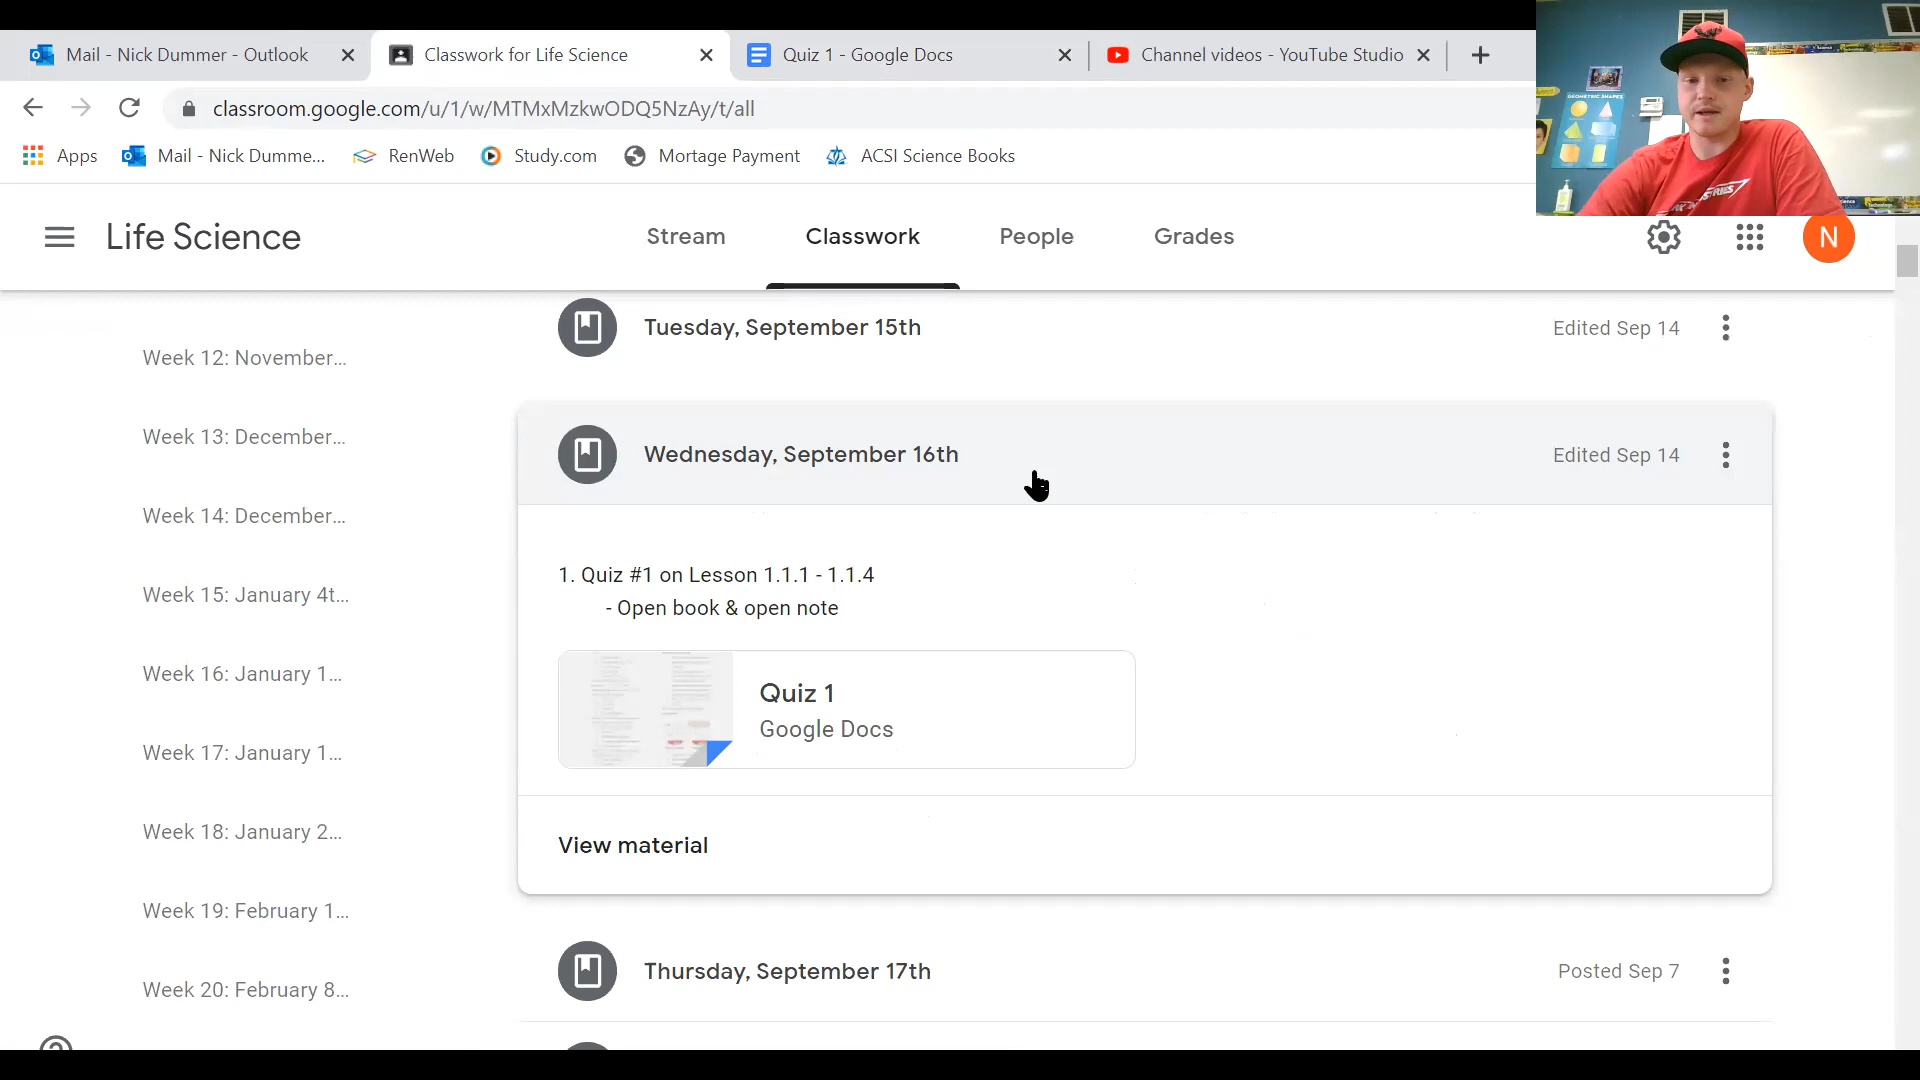 Mail - Nick Dummer - Outlook
Classwork for Life Science
Quiz 1 - Google Docs
Channel videos - YouTube Studio
classroom.google.com/u/1/w/MTMxMzkwODQ5NzAy/t/all
Apps
Mail - Nick Dumme...
RenWeb
Study.com
Mortage Payment
ACSI Science Books
GEOMETRIC SHAPES
Life Science
Stream
Classwork
People
Grades
N
Week 12: November...
Week 13: December...
Week 14: December...
Week 15: January 4t...
Week 16: January 1...
Week 17: January 1...
Week 18: January 2...
Week 19: February 1...
Week 20: February 8...
Tuesday, September 15th
Edited Sep 14
Wednesday, September 16th
Edited Sep 14
1. Quiz #1 on Lesson 1.1.1 - 1.1.4
- Open book & open note
Quiz 1
Google Docs
View material
Thursday, September 17th
Posted Sep 7